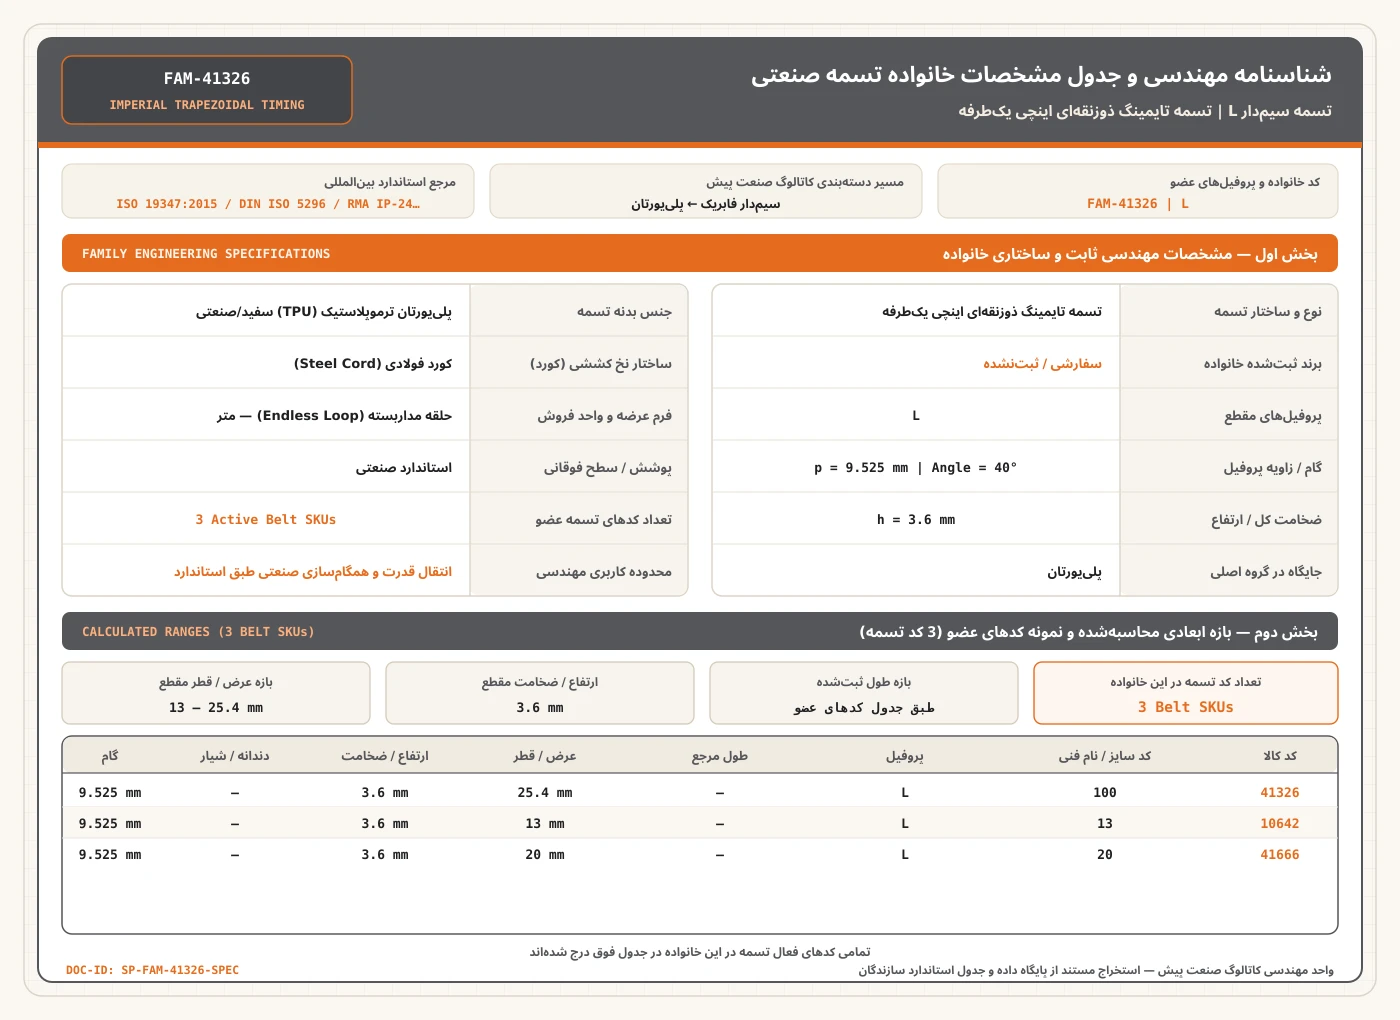 شناسنامه مهندسی و جدول مشخصات خانواده تسمه صنعتی
تسمه سیم‌دار L | تسمه تایمینگ ذوزنقه‌ای اینچی یک‌طرفه
FAM-41326
IMPERIAL TRAPEZOIDAL TIMING
کد خانواده و پروفیل‌های عضو
FAM-41326 | L
مسیر دسته‌بندی کاتالوگ صنعت پیش
سیم‌دار فابریک ← پلی‌یورتان
مرجع استاندارد بین‌المللی
ISO 19347:2015 / DIN ISO 5296 / RMA IP-24…
بخش اول — مشخصات مهندسی ثابت و ساختاری خانواده
FAMILY ENGINEERING SPECIFICATIONS
نوع و ساختار تسمه
تسمه تایمینگ ذوزنقه‌ای اینچی یک‌طرفه
برند ثبت‌شده خانواده
سفارشی / ثبت‌نشده
پروفیل‌های مقطع
L
گام / زاویه پروفیل
p = 9.525 mm | Angle = 40°
ضخامت کل / ارتفاع
h = 3.6 mm
جایگاه در گروه اصلی
پلی‌یورتان
جنس بدنه تسمه
پلی‌یورتان ترموپلاستیک (TPU) سفید/صنعتی
ساختار نخ کششی (کورد)
کورد فولادی (Steel Cord)
فرم عرضه و واحد فروش
حلقه مداربسته (Endless Loop) — متر
پوشش / سطح فوقانی
استاندارد صنعتی
تعداد کدهای تسمه عضو
3 Active Belt SKUs
محدوده کاربری مهندسی
انتقال قدرت و همگام‌سازی صنعتی طبق استاندارد
بخش دوم — بازه ابعادی محاسبه‌شده و نمونه کدهای عضو (3 کد تسمه)
CALCULATED RANGES (3 BELT SKUs)
تعداد کد تسمه در این خانواده
3 Belt SKUs
بازه طول ثبت‌شده
طبق جدول کدهای عضو
ارتفاع / ضخامت مقطع
3.6 mm
بازه عرض / قطر مقطع
13 – 25.4 mm
کد کالا کد سایز / نام فنی پروفیل طول مرجع عرض / قطر ارتفاع / ضخامت دندانه / شیار گام
41326 100 L — 25.4 mm 3.6 mm — 9.525 mm
10642 13 L — 13 mm 3.6 mm — 9.525 mm
41666 20 L — 20 mm 3.6 mm — 9.525 mm
تمامی کدهای فعال تسمه در این خانواده در جدول فوق درج شده‌اند
واحد مهندسی کاتالوگ صنعت پیش — استخراج مستند از پایگاه داده و جدول استاندارد سازندگان
DOC-ID: SP-FAM-41326-SPEC